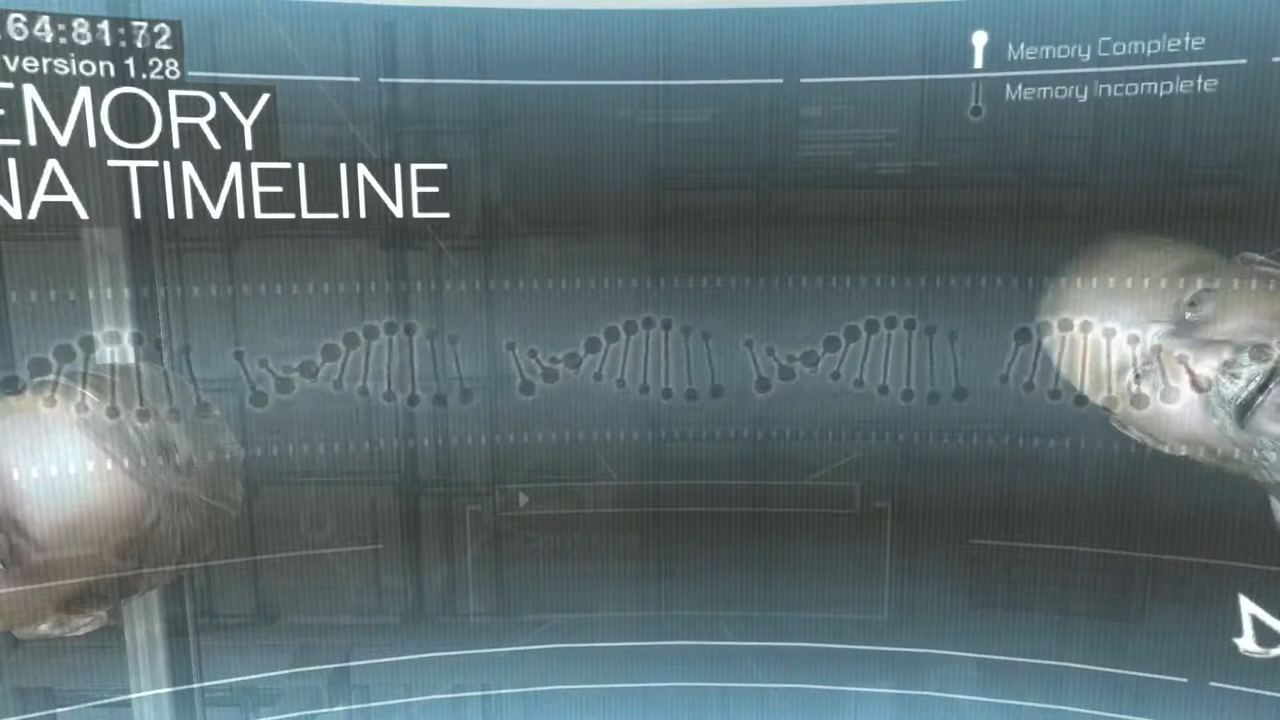 .64:81:72
version 1.28
EMORY
NA TIMELINE
Memory Complete
Memory Incomplete